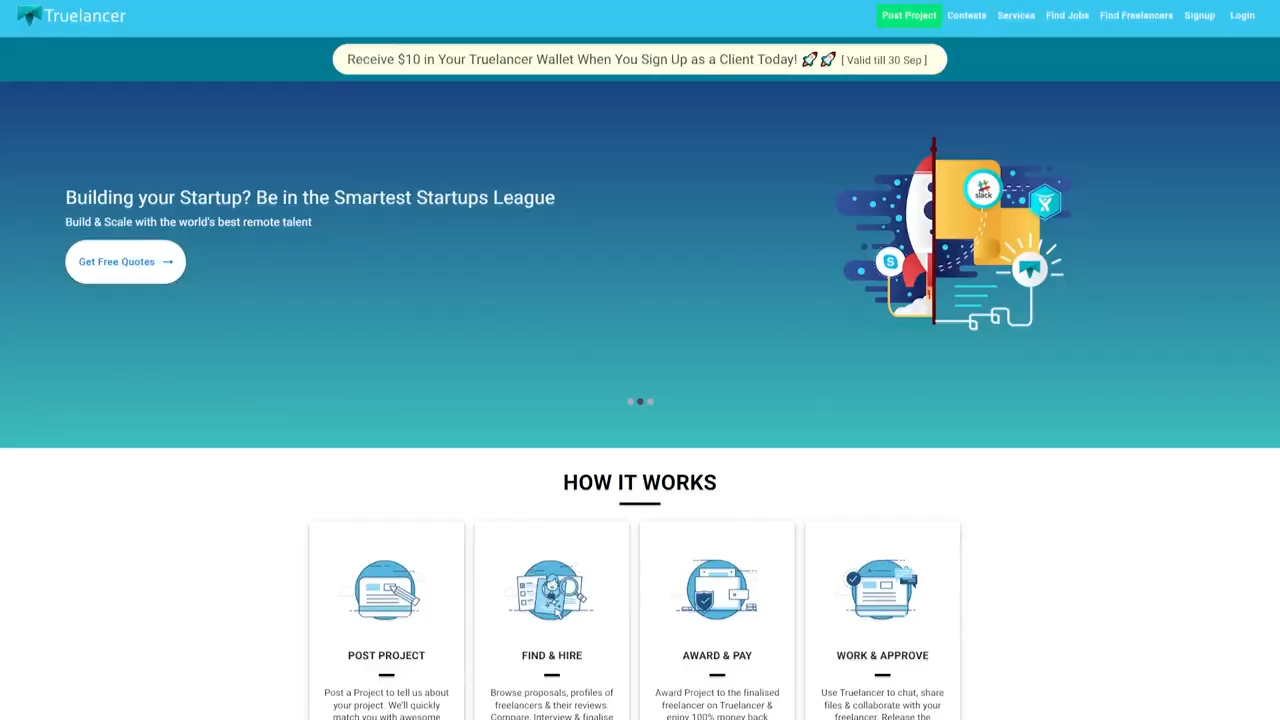 Truelancer
Post Project
Contests
Services
Find Jobs
Find Freelancers
Signup
Login
Receive $10 in Your Truelancer Wallet When You Sign Up as a Client Today! 🚀🚀 [ Valid till 30 Sep ]
Building your Startup? Be in the Smartest Startups League
Build & Scale with the world's best remote talent
Get Free Quotes →
slack
HOW IT WORKS
POST PROJECT
Post a Project to tell us about
your project. We'll quickly
match you with awesome
FIND & HIRE
Browse proposals, profiles of
freelancers & their reviews.
Compare, Interview & finalise
AWARD & PAY
Award Project to the finalised
freelancer on Truelancer &
enjoy 100% money back
WORK & APPROVE
Use Truelancer to chat, share
files & collaborate with your
freelancer. Release the